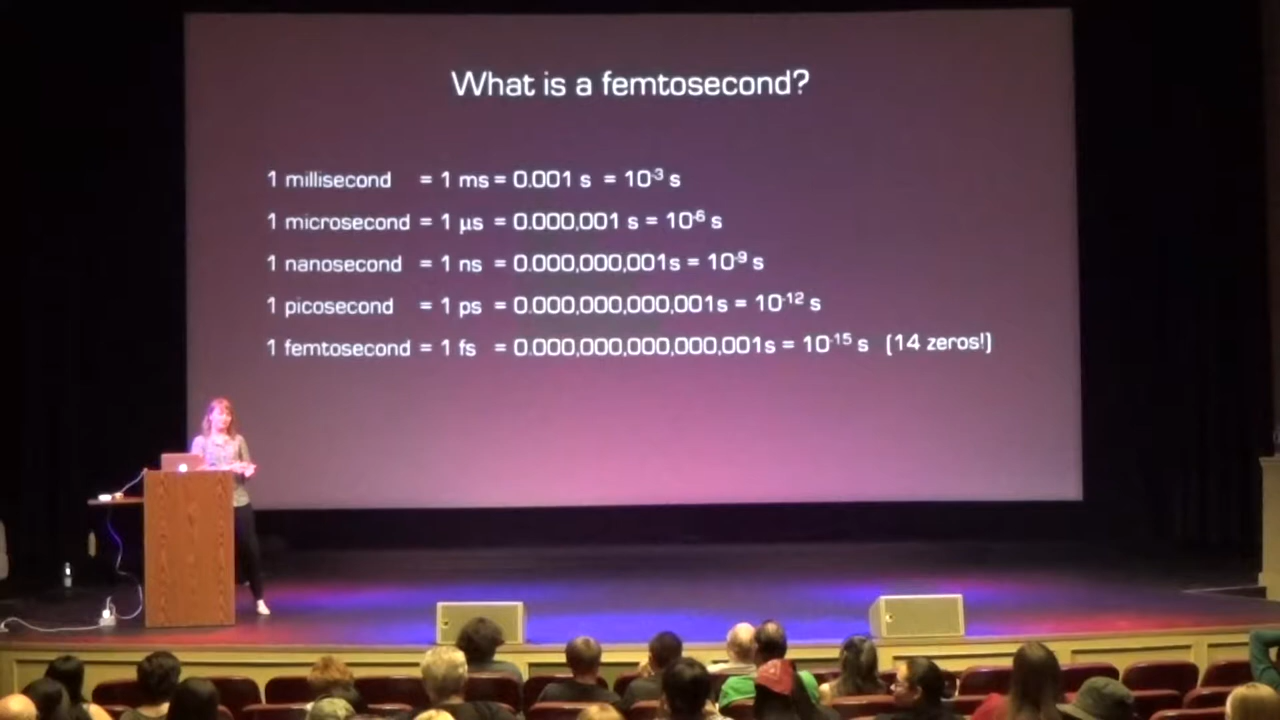 What is a femtosecond?
1 millisecond = 1 ms = 0.001 s = 10⁻³ s
1 microsecond = 1 µs = 0.000,001 s = 10⁻⁶ s
1 nanosecond = 1 ns = 0.000,000,001s = 10⁻⁹ s
1 picosecond = 1 ps = 0.000,000,000,001s = 10⁻¹² s
1 femtosecond = 1 fs = 0.000,000,000,000,001s = 10⁻¹⁵ s (14 zeros!)